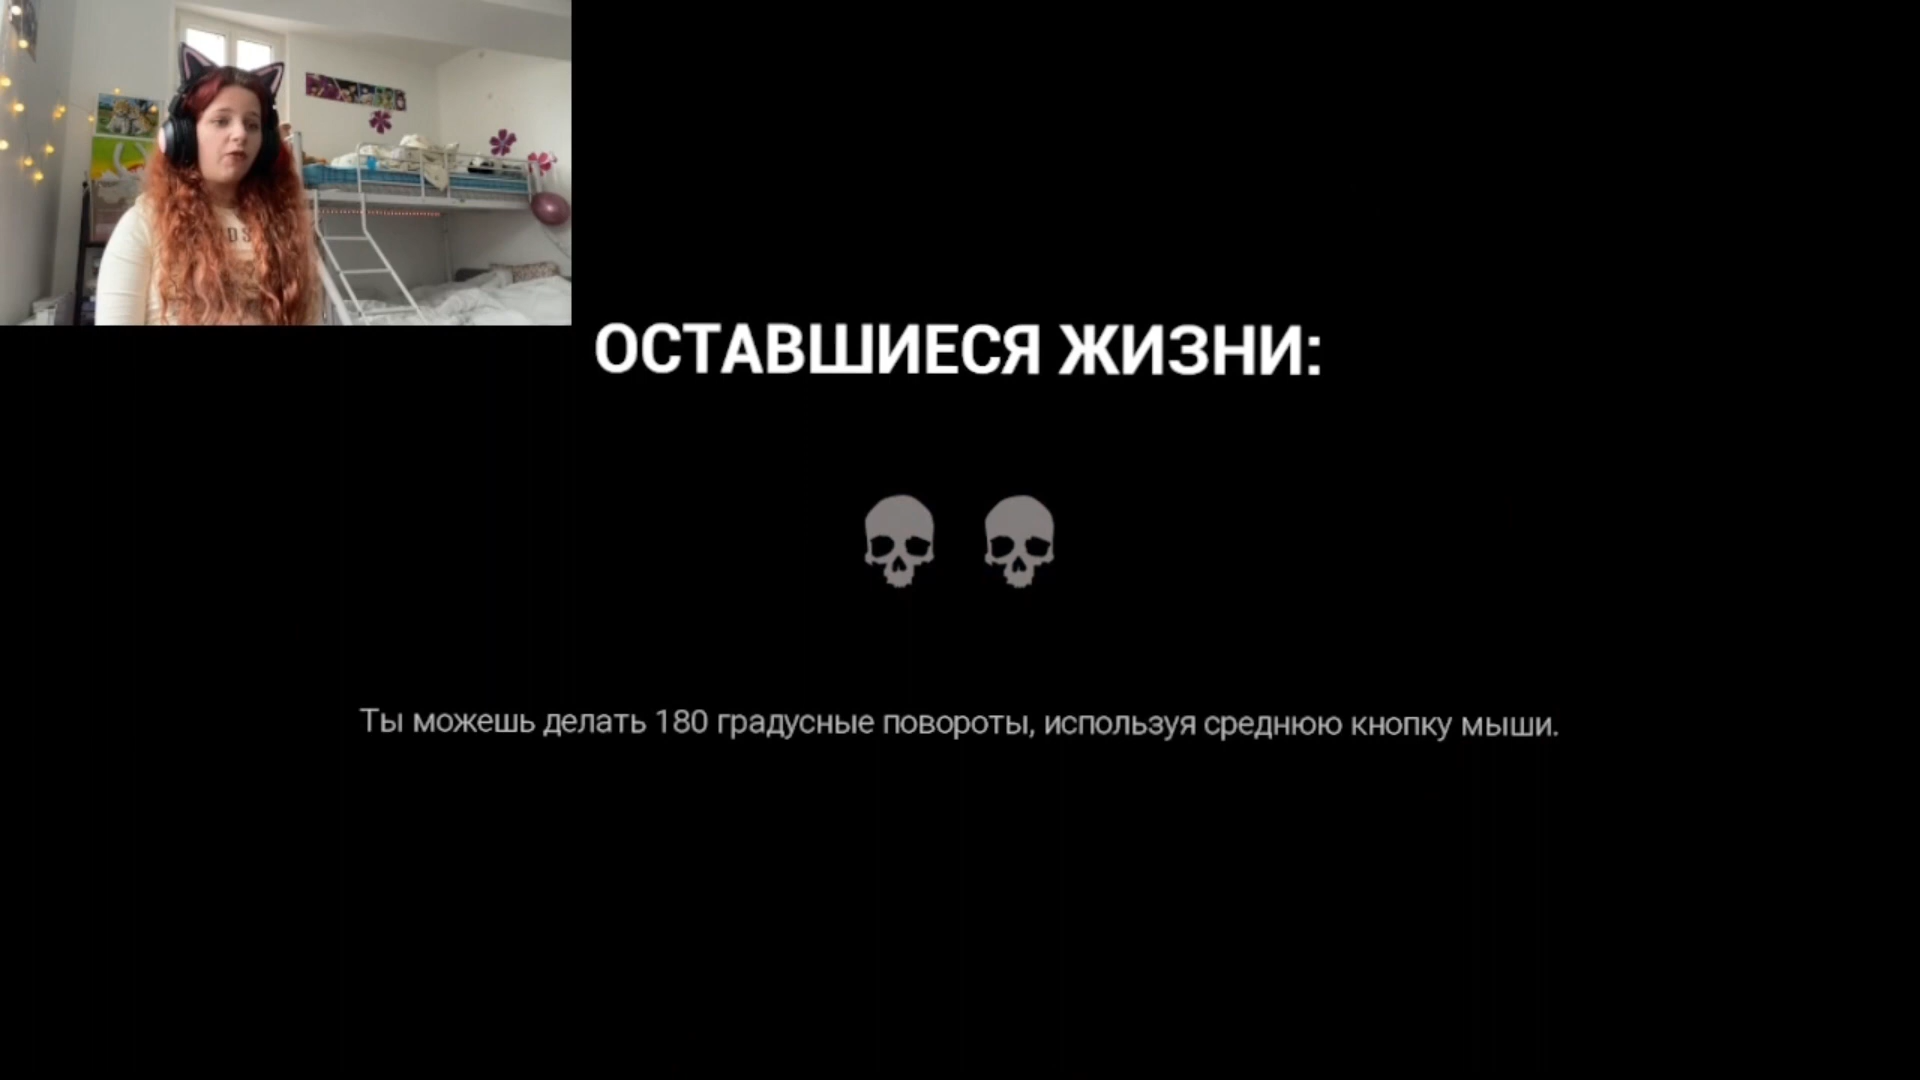 ОСТАВШИЕСЯ ЖИЗНИ:
Ты можешь делать 180 градусные повороты, используя среднюю кнопку мыши.